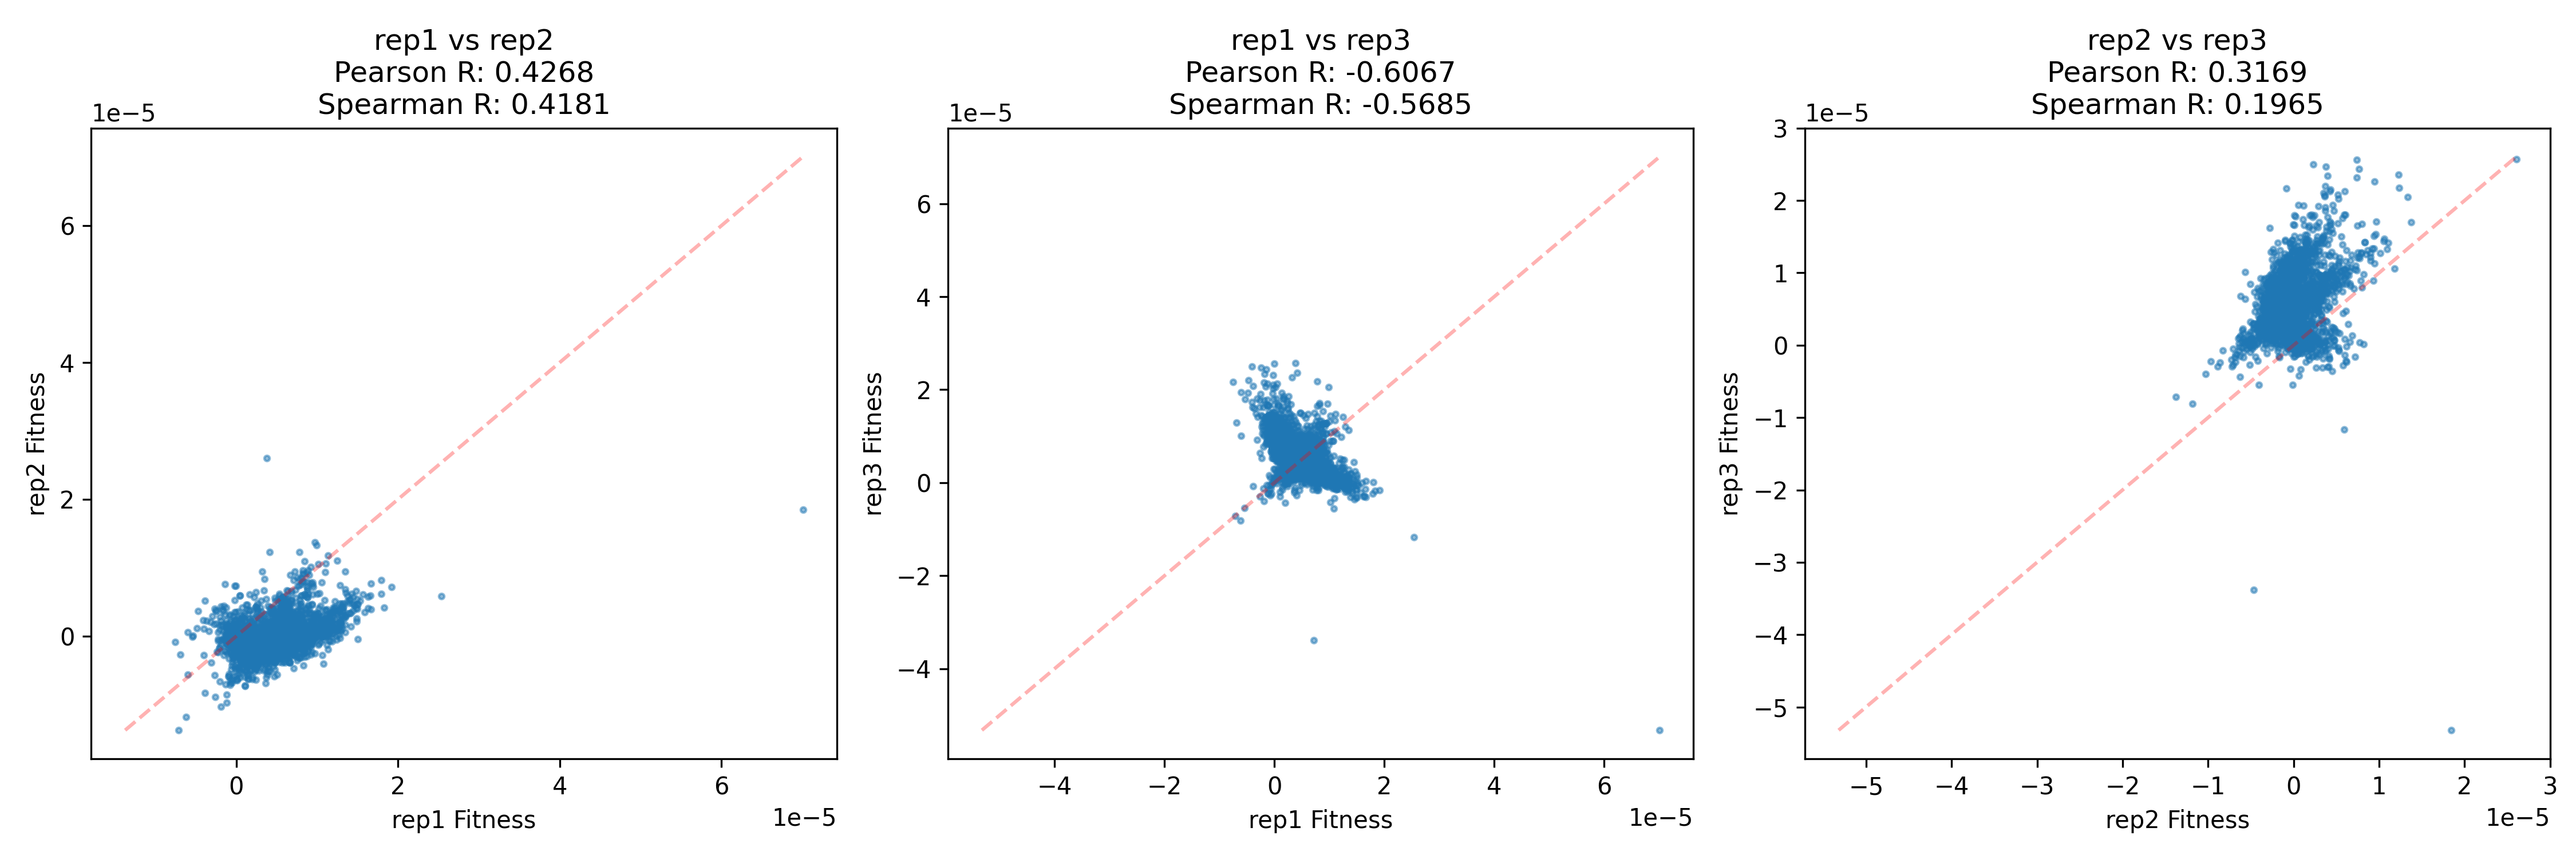 rep1 vs rep2
Pearson R: 0.4268
Spearman R: 0.4181
1e−5
6
4
2
0
rep2 Fitness
0
2
4
6
rep1 Fitness
1e−5
rep1 vs rep3
Pearson R: -0.6067
Spearman R: -0.5685
1e−5
6
4
2
0
−2
−4
rep3 Fitness
−4
−2
0
2
4
6
rep1 Fitness
1e−5
rep2 vs rep3
Pearson R: 0.3169
Spearman R: 0.1965
1e−5
3
2
1
0
−1
−2
−3
−4
−5
rep3 Fitness
−5
−4
−3
−2
−1
0
1
2
3
rep2 Fitness
1e−5